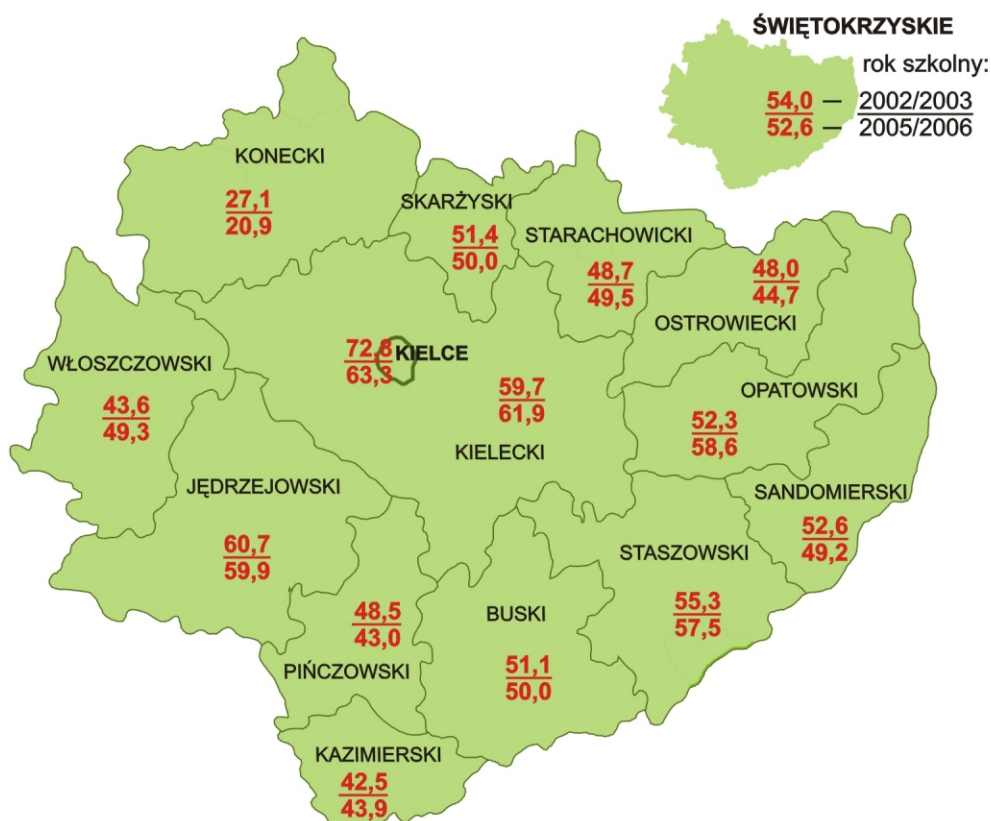 ŚWIĘTOKRZYSKIE
rok szkolny:
54,0 — 2002/2003
52,6 — 2005/2006
KONECKI
27,1
20,9
SKARŻYSKI
51,4
50,0
STARACHOWICKI
48,7
49,5
48,0
44,7
OSTROWIECKI
WŁOSZCZOWSKI
43,6
49,3
72,8
63,3
KIELCE
59,7
61,9
KIELECKI
OPATOWSKI
52,3
58,6
JĘDRZEJOWSKI
60,7
59,9
SANDOMIERSKI
52,6
49,2
STASZOWSKI
55,3
57,5
48,5
43,0
PIŃCZOWSKI
BUSKI
51,1
50,0
KAZIMIERSKI
42,5
43,9